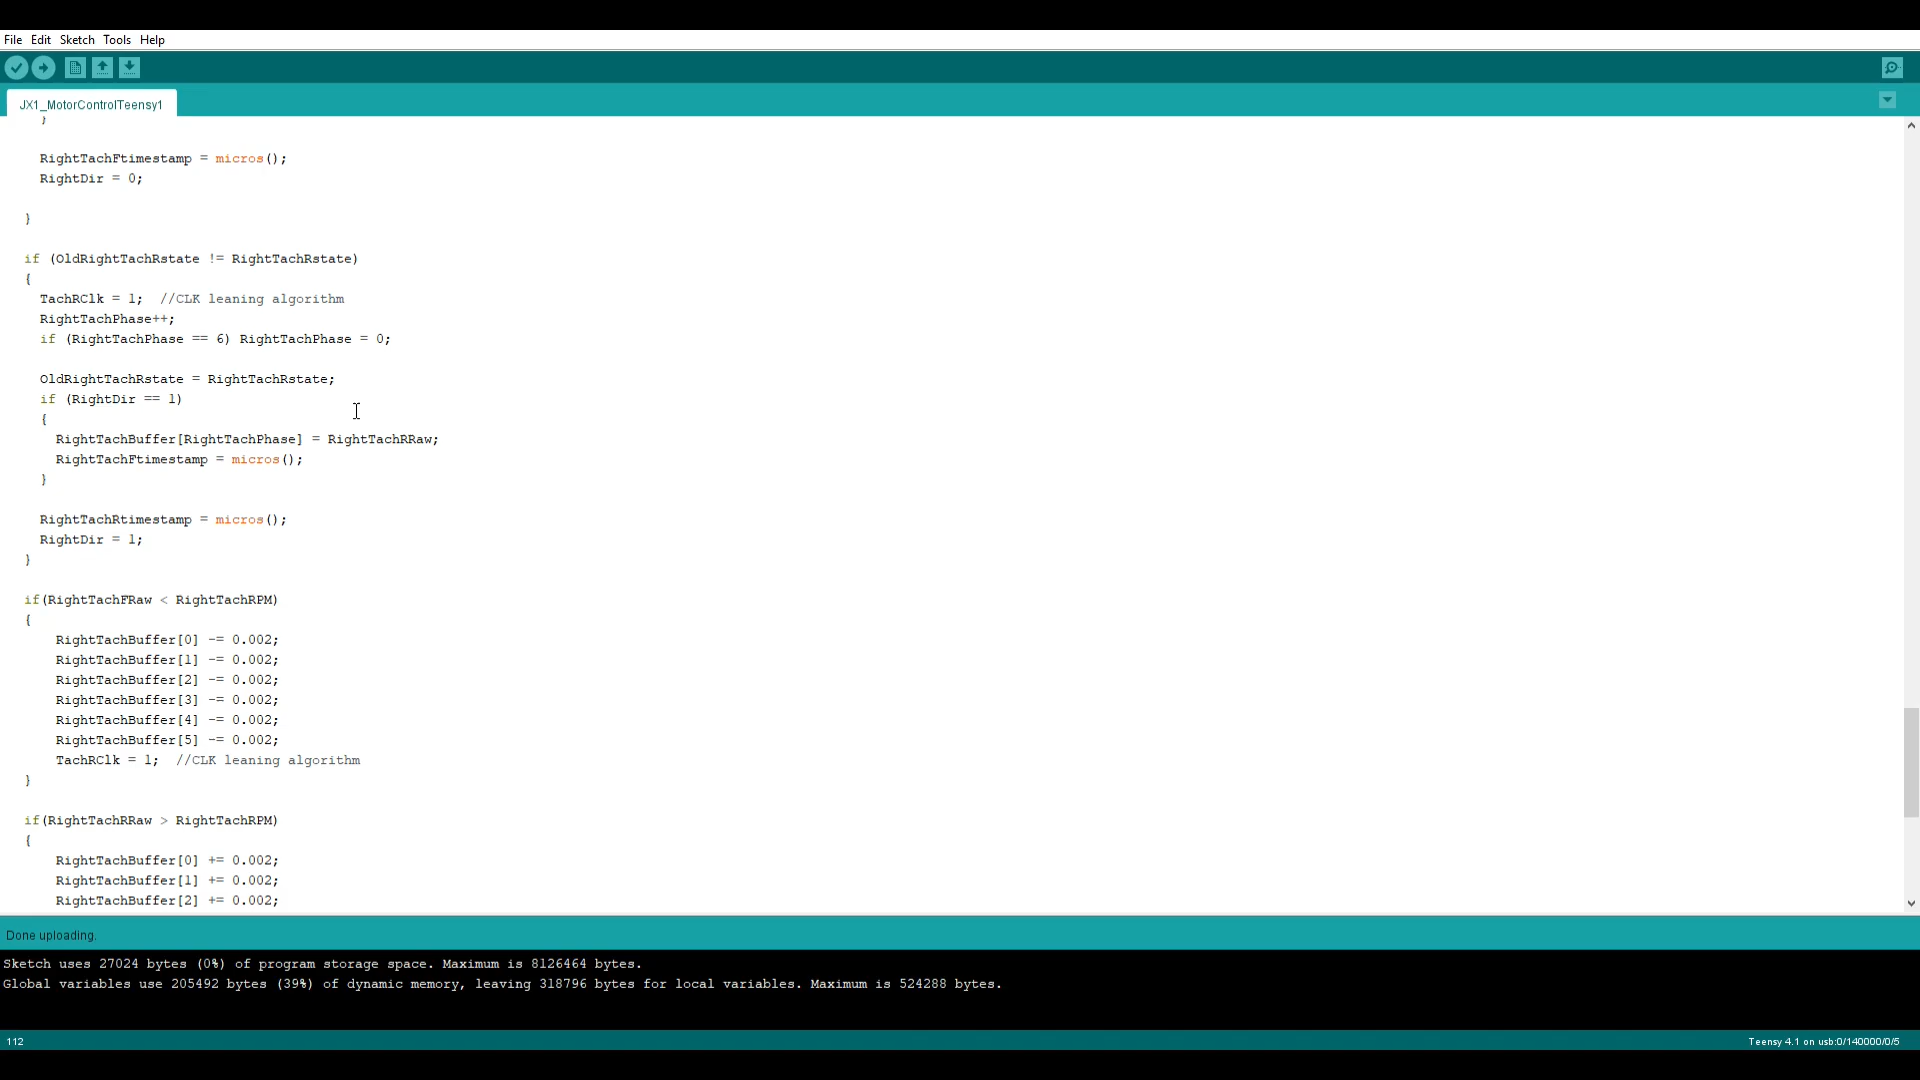 File Edit Sketch Tools Help
JX1_MotorControlTeensy1
}
RightTachFtimestamp = micros();
RightDir = 0;
}
if (OldRightTachRstate != RightTachRstate)
{
TachRClk = 1;  //CLK leaning algorithm
RightTachPhase++;
if (RightTachPhase == 6) RightTachPhase = 0;
OldRightTachRstate = RightTachRstate;
if (RightDir == 1)
{
RightTachBuffer[RightTachPhase] = RightTachRRaw;
RightTachFtimestamp = micros();
}
RightTachRtimestamp = micros();
RightDir = 1;
}
if(RightTachFRaw < RightTachRPM)
{
RightTachBuffer[0] -= 0.002;
RightTachBuffer[1] -= 0.002;
RightTachBuffer[2] -= 0.002;
RightTachBuffer[3] -= 0.002;
RightTachBuffer[4] -= 0.002;
RightTachBuffer[5] -= 0.002;
TachRClk = 1;  //CLK leaning algorithm
}
if(RightTachRRaw > RightTachRPM)
{
RightTachBuffer[0] += 0.002;
RightTachBuffer[1] += 0.002;
RightTachBuffer[2] += 0.002;
Done uploading.
Sketch uses 27024 bytes (0%) of program storage space. Maximum is 8126464 bytes.
Global variables use 205492 bytes (39%) of dynamic memory, leaving 318796 bytes for local variables. Maximum is 524288 bytes.
112 Teensy 4.1 on usb:0/140000/0/5